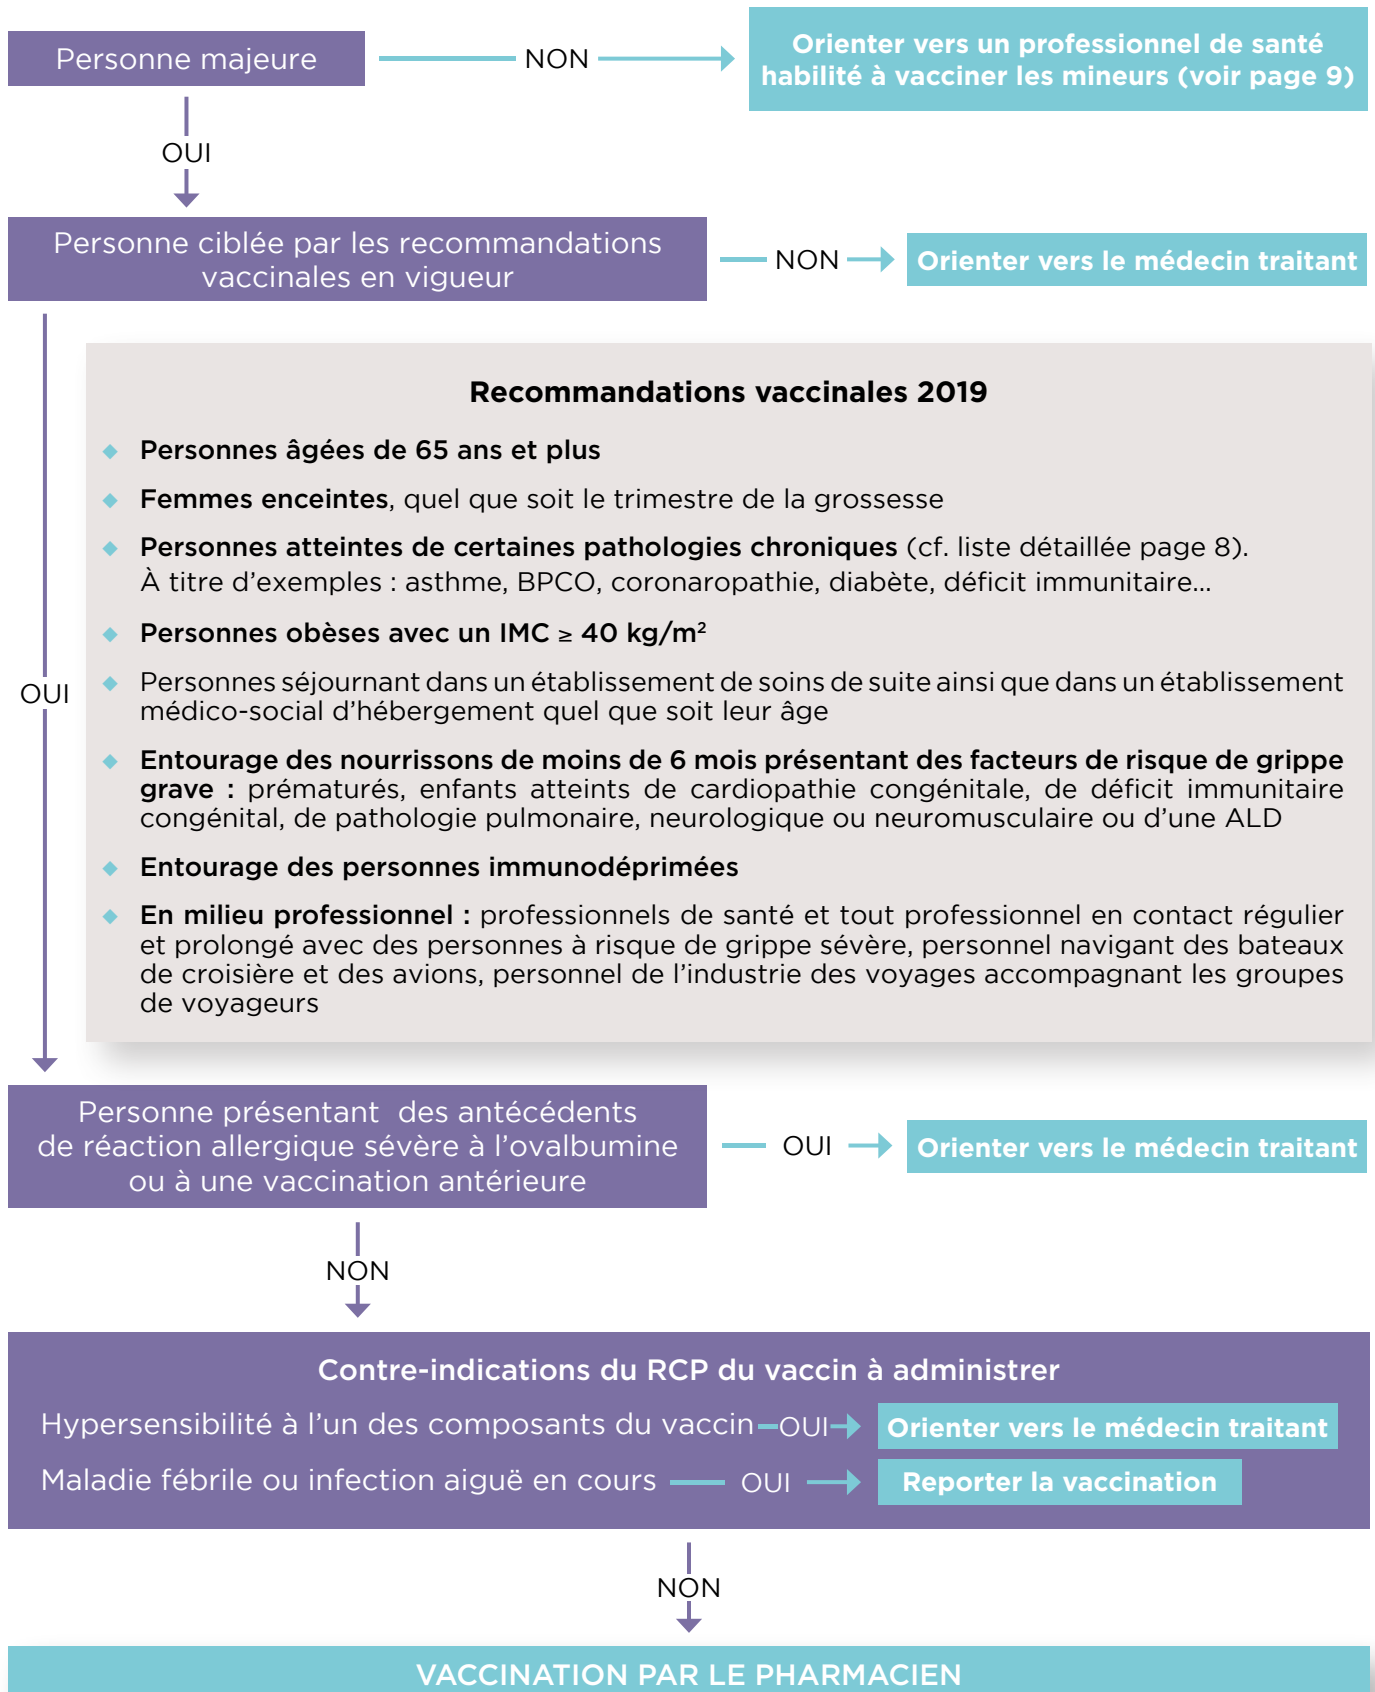 Personne majeure
NON
Orienter vers un professionnel de santé
habilité à vacciner les mineurs (voir page 9)
OUI
Personne ciblée par les recommandations
vaccinales en vigueur
NON
Orienter vers le médecin traitant
Recommandations vaccinales 2019
Personnes âgées de 65 ans et plus
Femmes enceintes, quel que soit le trimestre de la grossesse
Personnes atteintes de certaines pathologies chroniques (cf. liste détaillée page 8).
À titre d'exemples : asthme, BPCO, coronaropathie, diabète, déficit immunitaire...
Personnes obèses avec un IMC ≥ 40 kg/m²
Personnes séjournant dans un établissement de soins de suite ainsi que dans un établissement
médico-social d'hébergement quel que soit leur âge
Entourage des nourrissons de moins de 6 mois présentant des facteurs de risque de grippe
grave : prématurés, enfants atteints de cardiopathie congénitale, de déficit immunitaire
congénital, de pathologie pulmonaire, neurologique ou neuromusculaire ou d'une ALD
Entourage des personnes immunodéprimées
En milieu professionnel : professionnels de santé et tout professionnel en contact régulier
et prolongé avec des personnes à risque de grippe sévère, personnel navigant des bateaux
de croisière et des avions, personnel de l'industrie des voyages accompagnant les groupes
de voyageurs
OUI
Personne présentant des antécédents
de réaction allergique sévère à l'ovalbumine
ou à une vaccination antérieure
OUI
Orienter vers le médecin traitant
NON
Contre-indications du RCP du vaccin à administrer
Hypersensibilité à l'un des composants du vaccin
OUI
Orienter vers le médecin traitant
Maladie fébrile ou infection aiguë en cours
OUI
Reporter la vaccination
NON
VACCINATION PAR LE PHARMACIEN